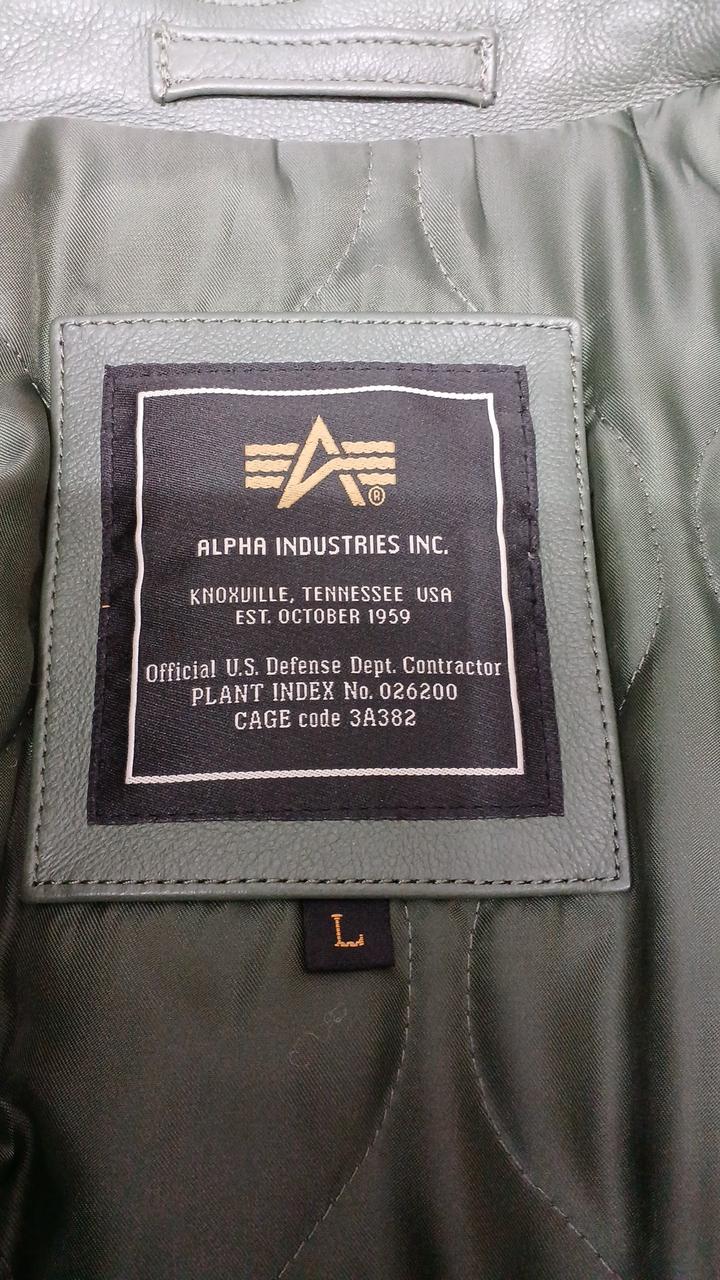 ®
ALPHA INDUSTRIES INC.
KNOXVILLE, TENNESSEE USA
EST. OCTOBER 1959
Official U.S. Defense Dept. Contractor
PLANT INDEX No. 026200
CAGE code 3A382
L